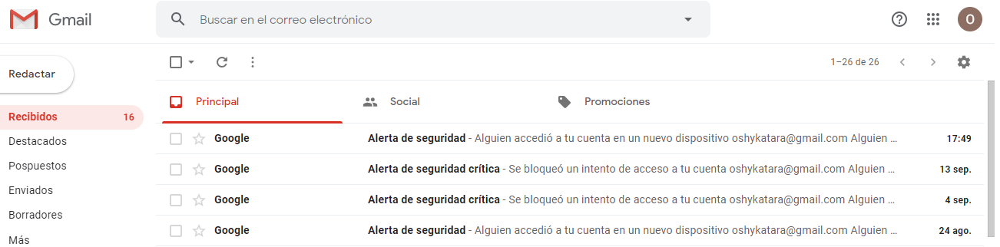 Gmail
Buscar en el correo electrónico
O
Redactar
1–26 de 26
Principal
Social
Promociones
Recibidos 16
Destacados
Pospuestos
Enviados
Borradores
Más
Google Alerta de seguridad - Alguien accedió a tu cuenta en un nuevo dispositivo oshykatara@gmail.com Alguien ... 17:49
Google Alerta de seguridad crítica - Se bloqueó un intento de acceso a tu cuenta oshykatara@gmail.com Alguien ... 13 sep.
Google Alerta de seguridad crítica - Se bloqueó un intento de acceso a tu cuenta oshykatara@gmail.com Alguien ... 4 sep.
Google Alerta de seguridad - Alguien accedió a tu cuenta en un nuevo dispositivo oshykatara@gmail.com Alguien ... 24 ago.